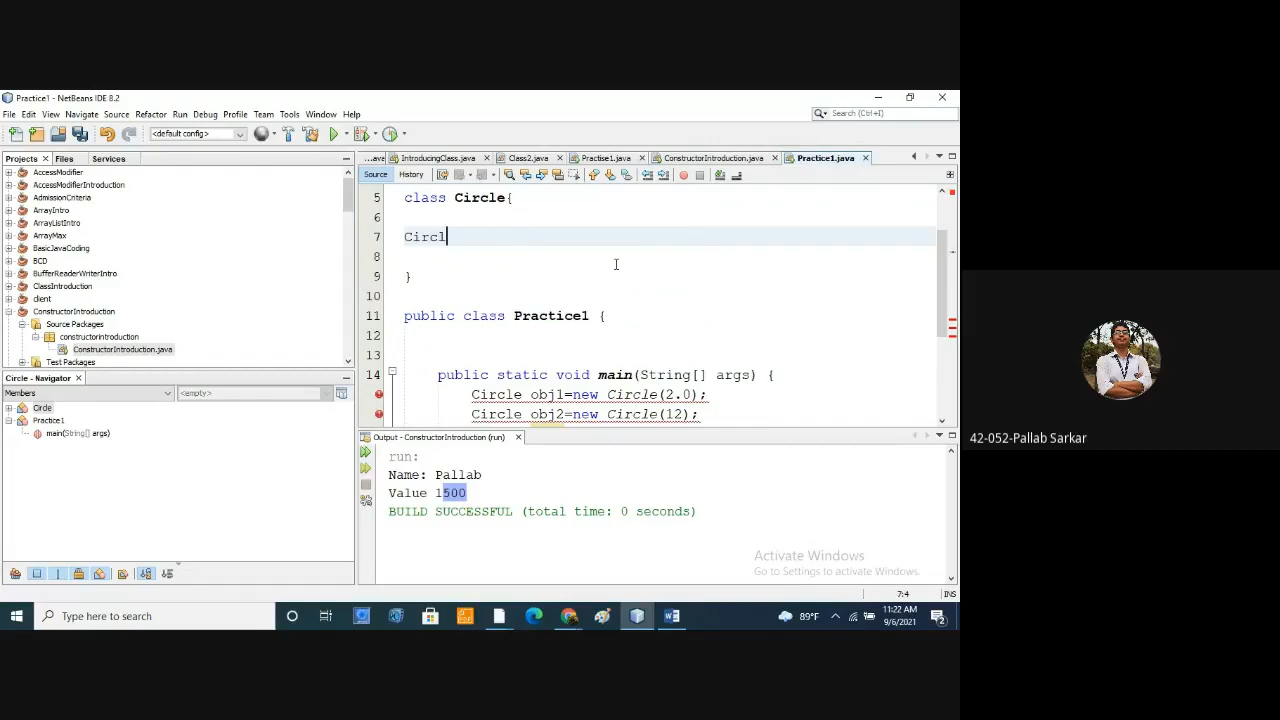 Practice1 - NetBeans IDE 8.2
File Edit View Navigate Source Refactor Run Debug Profile Team Tools Window Help
Search (Ctrl+I)
<default config>
Projects Files Services
...ava IntroducingClass.java Class2.java Practise1.java ConstructorIntroduction.java Practice1.java
Source History
AccessModifier
AccessModifierIntroduction
AdmissionCriteria
ArrayIntro
ArrayListIntro
ArrayMax
BasicJavaCoding
BCD
BufferReaderWriterIntro
ClassIntroduction
client
ConstructorIntroduction
Source Packages
constructorintroduction
ConstructorIntroduction.java
Test Packages
5 class Circle{
6
7 Circl
8
9 }
10
11 public class Practice1 {
12
13
14 public static void main(String[] args) {
Circle obj1=new Circle(2.0);
Circle obj2=new Circle(12);
Circle - Navigator
Members <empty>
Circle
Practice1
main(String[] args)
Output - ConstructorIntroduction (run)
run:
Name: Pallab
Value 1500
BUILD SUCCESSFUL (total time: 0 seconds)
Activate Windows
Go to Settings to activate Windows.
7:4 INS
Type here to search
89°F
11:22 AM
9/6/2021
2
42-052-Pallab Sarkar